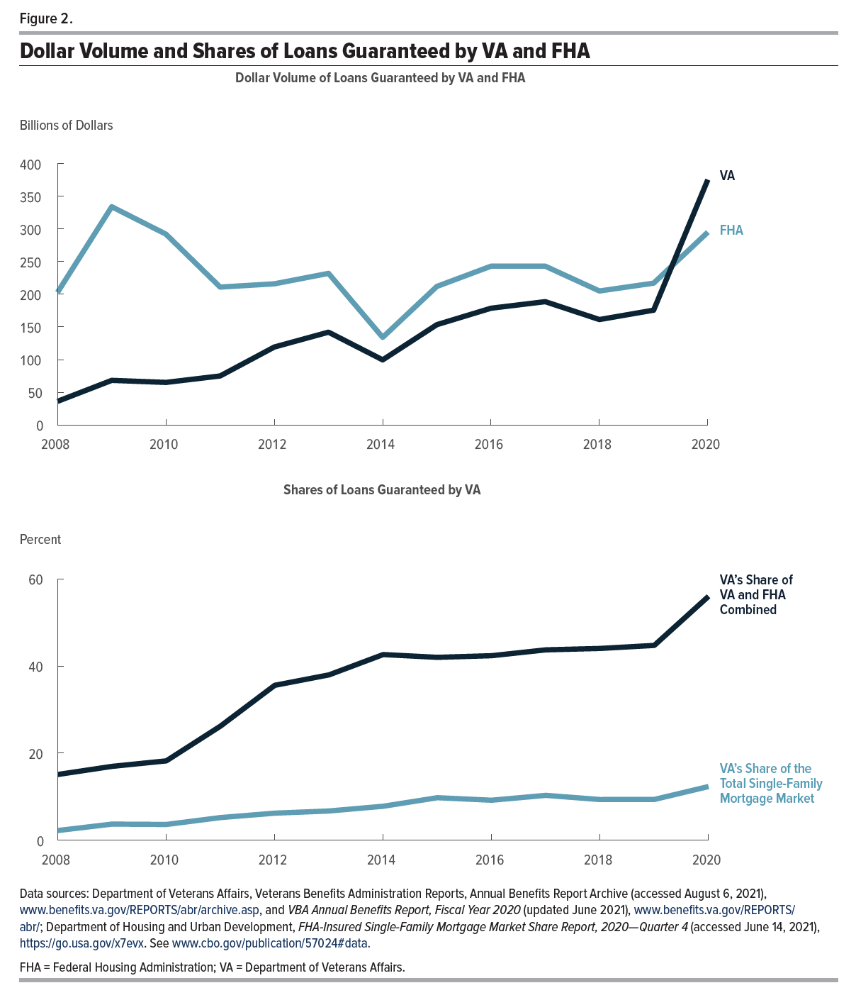 Figure 2.
Dollar Volume and Shares of Loans Guaranteed by VA and FHA
Dollar Volume of Loans Guaranteed by VA and FHA
Billions of Dollars
400
350
300
250
200
150
100
50
0
VA
FHA
2008 2010 2012 2014 2016 2018 2020
Shares of Loans Guaranteed by VA
Percent
60
40
20
0
VA’s Share of
VA and FHA
Combined
VA’s Share of the
Total Single-Family
Mortgage Market
2008 2010 2012 2014 2016 2018 2020
Data sources: Department of Veterans Affairs, Veterans Benefits Administration Reports, Annual Benefits Report Archive (accessed August 6, 2021),
www.benefits.va.gov/REPORTS/abr/archive.asp, and VBA Annual Benefits Report, Fiscal Year 2020 (updated June 2021), www.benefits.va.gov/REPORTS/
abr/; Department of Housing and Urban Development, FHA-Insured Single-Family Mortgage Market Share Report, 2020—Quarter 4 (accessed June 14, 2021),
https://go.usa.gov/x7evx. See www.cbo.gov/publication/57024#data.
FHA = Federal Housing Administration; VA = Department of Veterans Affairs.